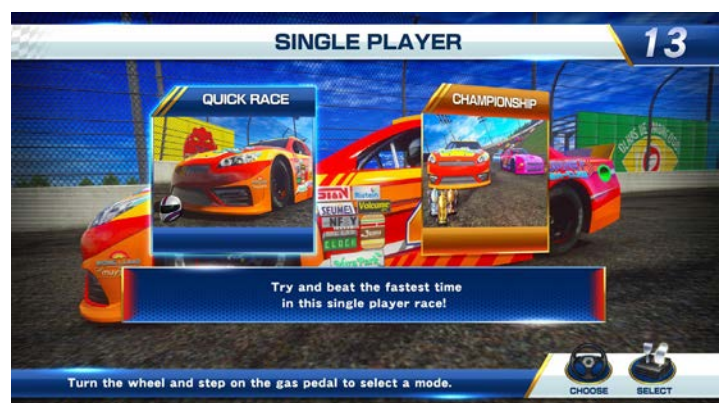 SINGLE PLAYER
13
QUICK RACE
CHAMPIONSHIP
Try and beat the fastest time
in this single player race!
Turn the wheel and step on the gas pedal to select a mode.
CHOOSE
SELECT